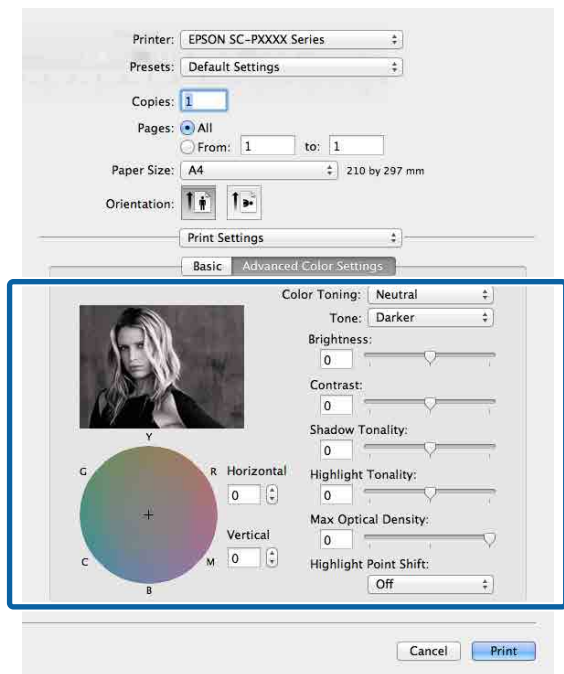 Printer: EPSON SC-PXXXX Series
Presets: Default Settings
Copies: 1
Pages: All
From: 1 to: 1
Paper Size: A4 210 by 297 mm
Orientation:
Print Settings
Basic Advanced Color Settings
Color Toning: Neutral
Tone: Darker
Brightness:
0
Contrast:
0
Shadow Tonality:
0
Highlight Tonality:
0
Max Optical Density:
0
Highlight Point Shift:
Off
Y
G R
C M
B
Horizontal
0
Vertical
0
Cancel Print